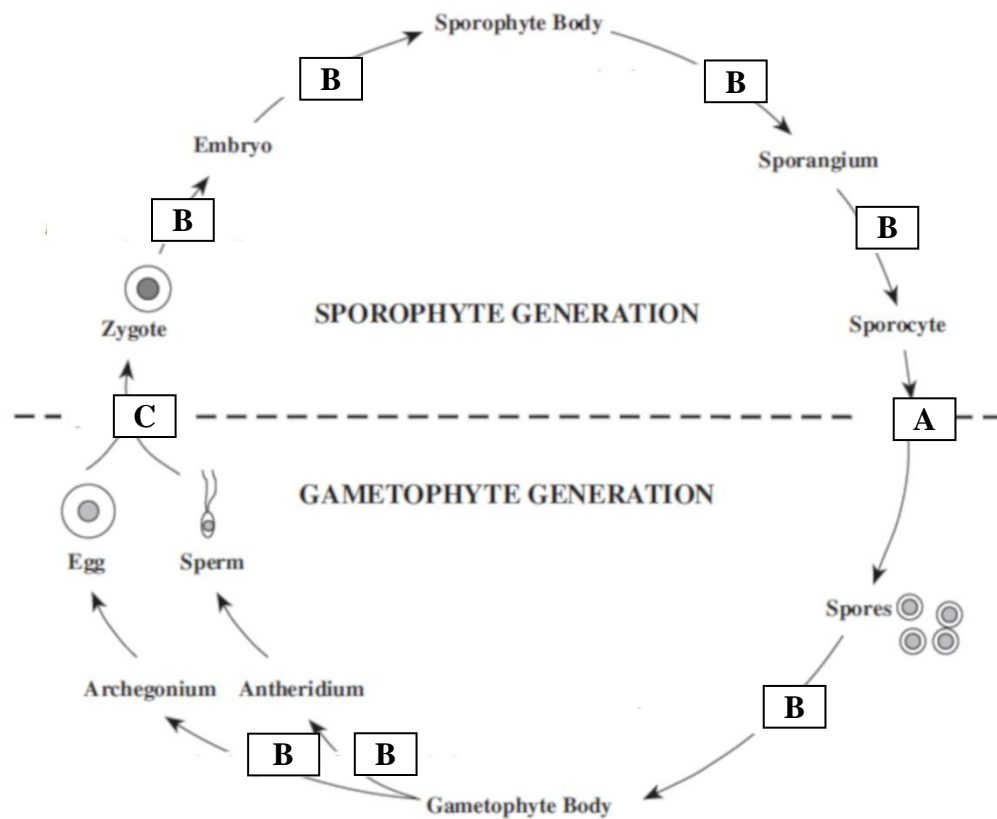 Sporophyte Body
B
B
Embryo
Sporangium
B
B
Zygote
SPOROPHYTE GENERATION
Sporocyte
C
A
GAMETOPHYTE GENERATION
Egg
Sperm
Spores
Archegonium
Antheridium
B
B
B
Gametophyte Body